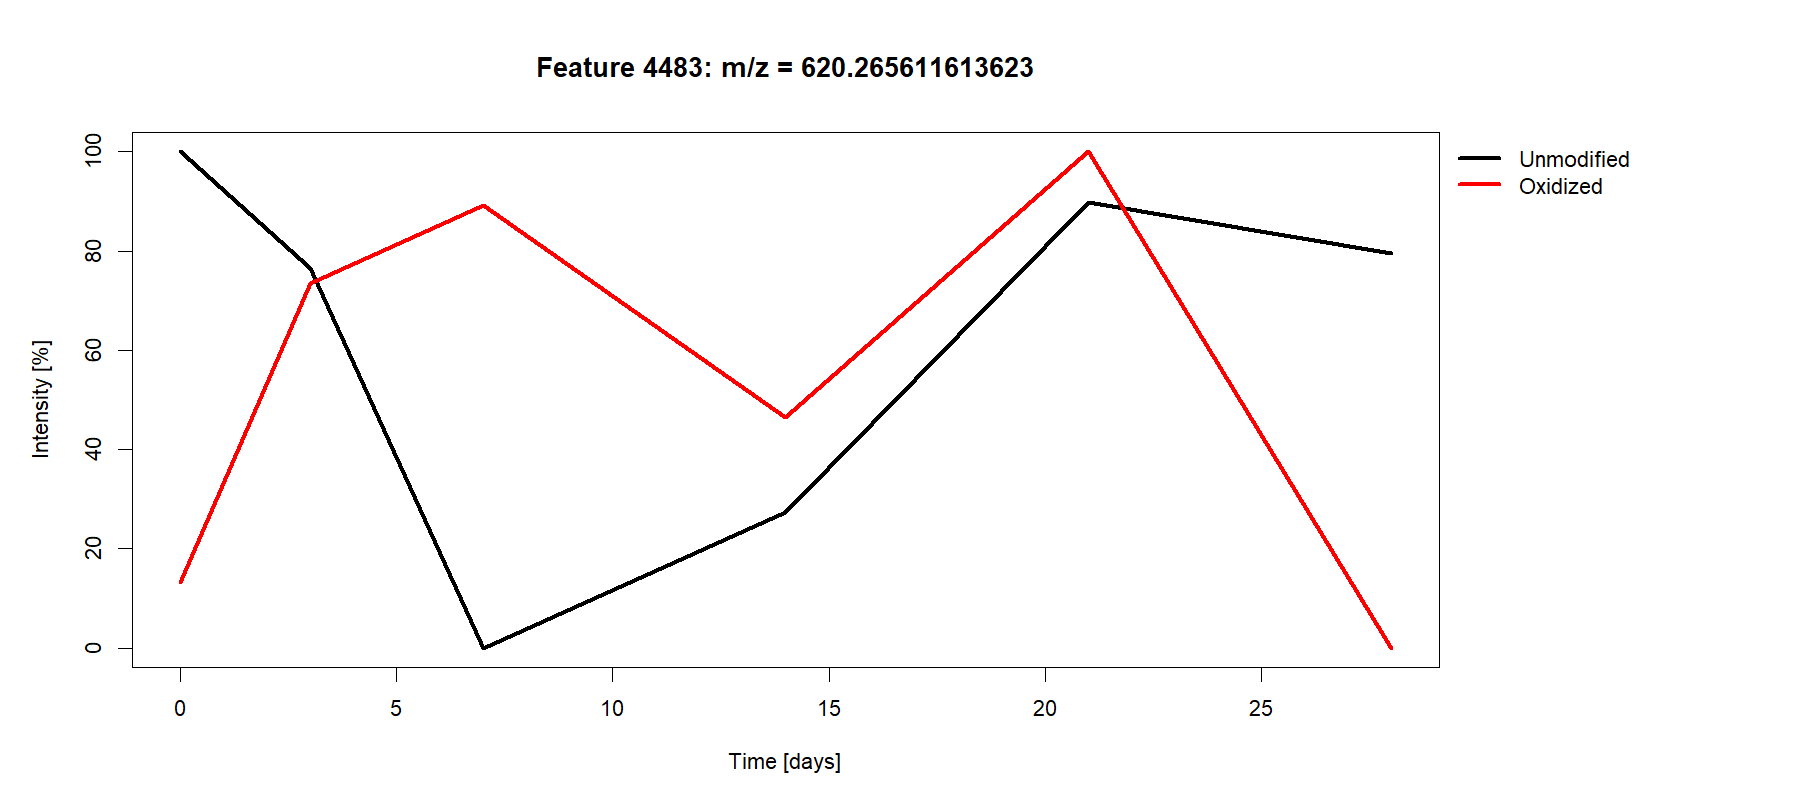 Feature 4483: m/z = 620.265611613623
Unmodified
Oxidized
Intensity [%]
100
80
60
40
20
0
0 5 10 15 20 25
Time [days]